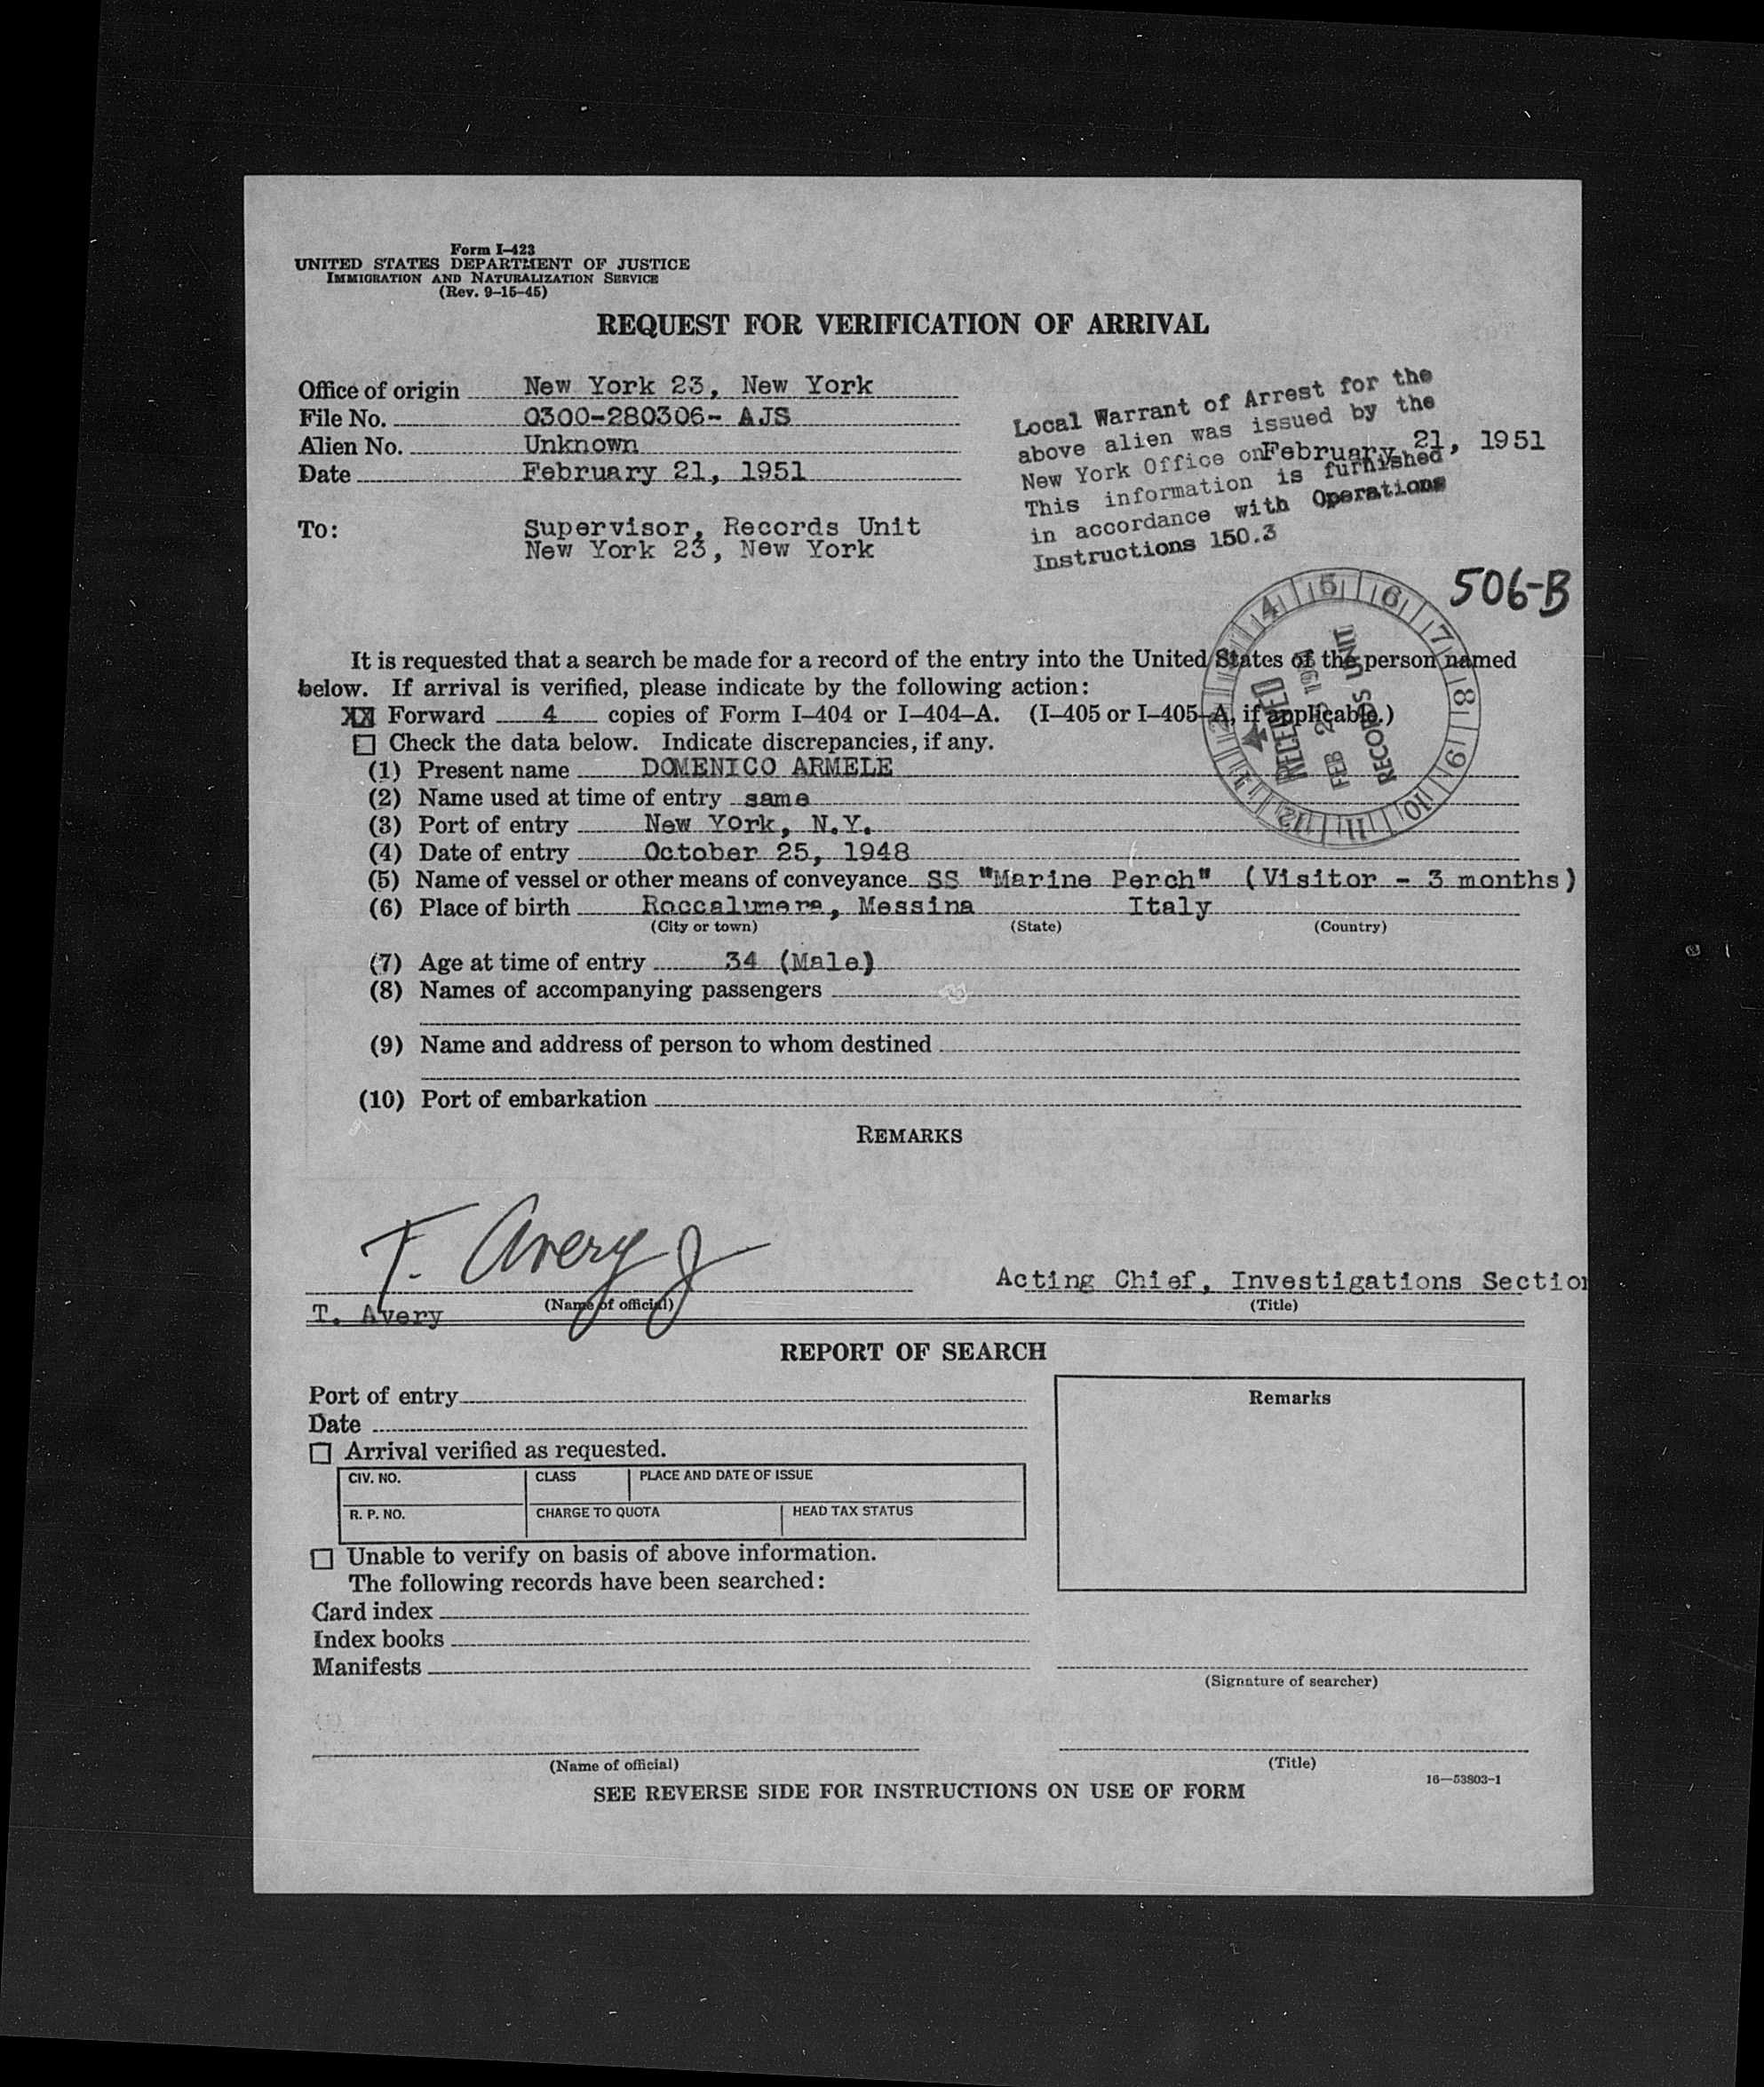 Form I-423
UNITED STATES DEPARTMENT OF JUSTICE
IMMIGRATION AND NATURALIZATION SERVICE
(Rev. 9-15-45)
REQUEST FOR VERIFICATION OF ARRIVAL
Office of origin New York 23, New York
File No. 0300-280306- AJS
Alien No. Unknown
Date February 21, 1951
Local Warrant of Arrest for the
above alien was issued by the
New York Office on February 21, 1951
This information is furnished
in accordance with Operations
Instructions 150.3
To: Supervisor, Records Unit
New York 23, New York
506-B
4 5 6 7 8 9 10 11 12 1 2
FEB 1951
RECORDS UNIT
It is requested that a search be made for a record of the entry into the United States of the person named
below. If arrival is verified, please indicate by the following action:
XX Forward 4 copies of Form I-404 or I-404-A. (I-405 or I-405-A, if applicable.)
☐ Check the data below. Indicate discrepancies, if any.
(1) Present name DOMENICO ARMELE
(2) Name used at time of entry same
(3) Port of entry New York, N.Y.
(4) Date of entry October 25, 1948
(5) Name of vessel or other means of conveyance SS "Marine Perch" (Visitor - 3 months)
(6) Place of birth Roccalumera, Messina Italy
(City or town) (State) (Country)
(7) Age at time of entry 34 (Male)
(8) Names of accompanying passengers
(9) Name and address of person to whom destined
(10) Port of embarkation
REMARKS
T. Avery
Acting Chief, Investigations Sectio
T. Avery (Name of official) (Title)
REPORT OF SEARCH
Port of entry
Date
☐ Arrival verified as requested.
CIV. NO. CLASS PLACE AND DATE OF ISSUE
R. P. NO. CHARGE TO QUOTA HEAD TAX STATUS
Remarks
☐ Unable to verify on basis of above information.
The following records have been searched:
Card index
Index books
Manifests
(Signature of searcher)
(Name of official) (Title)
16—53803-1
SEE REVERSE SIDE FOR INSTRUCTIONS ON USE OF FORM